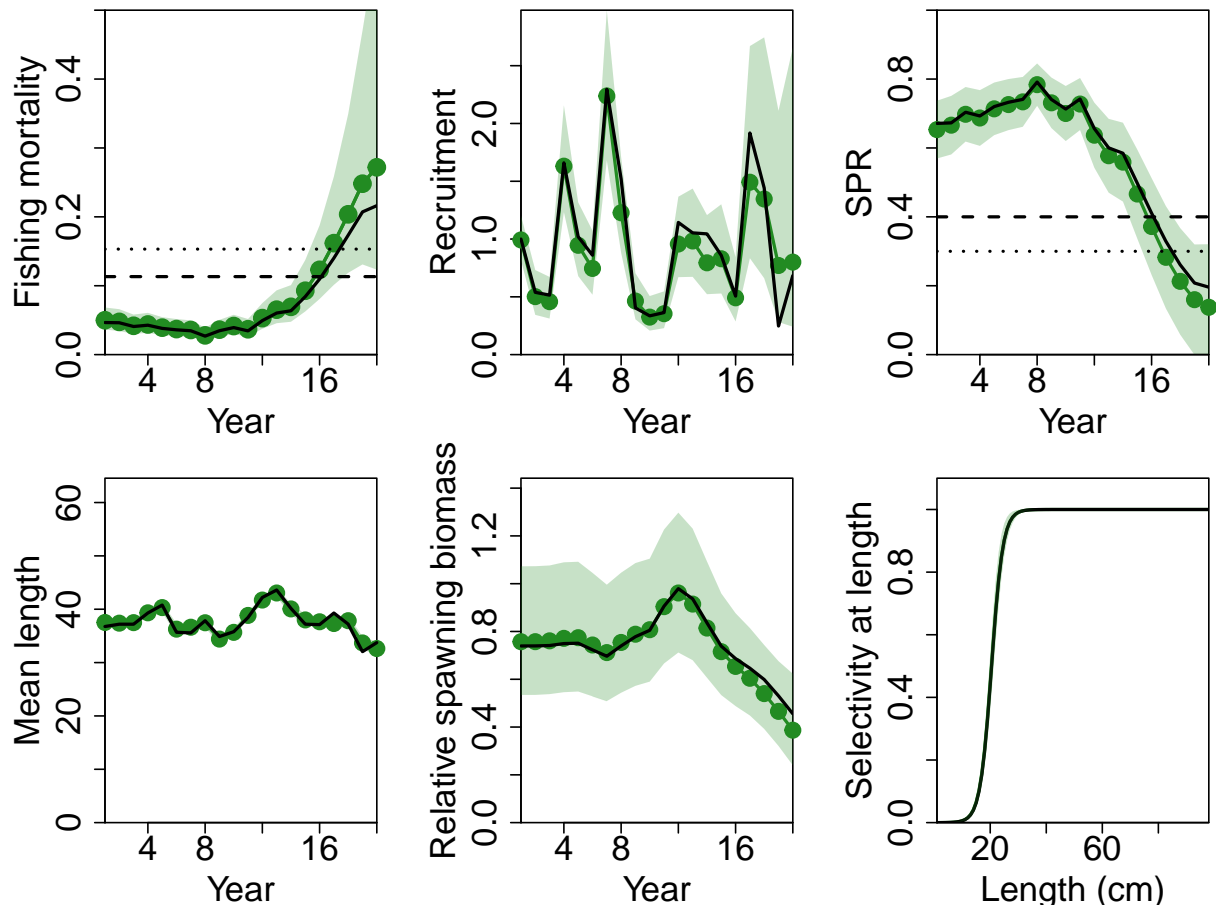 Fishing mortality
0.0 0.2 0.4
4 8 16
Year
Recruitment
0.0 1.0 2.0
4 8 16
Year
SPR
0.0 0.4 0.8
4 8 16
Year
Mean length
0 20 40 60
4 8 16
Year
Relative spawning biomass
0.0 0.4 0.8 1.2
4 8 16
Year
Selectivity at length
0.0 0.4 0.8
20 60
Length (cm)